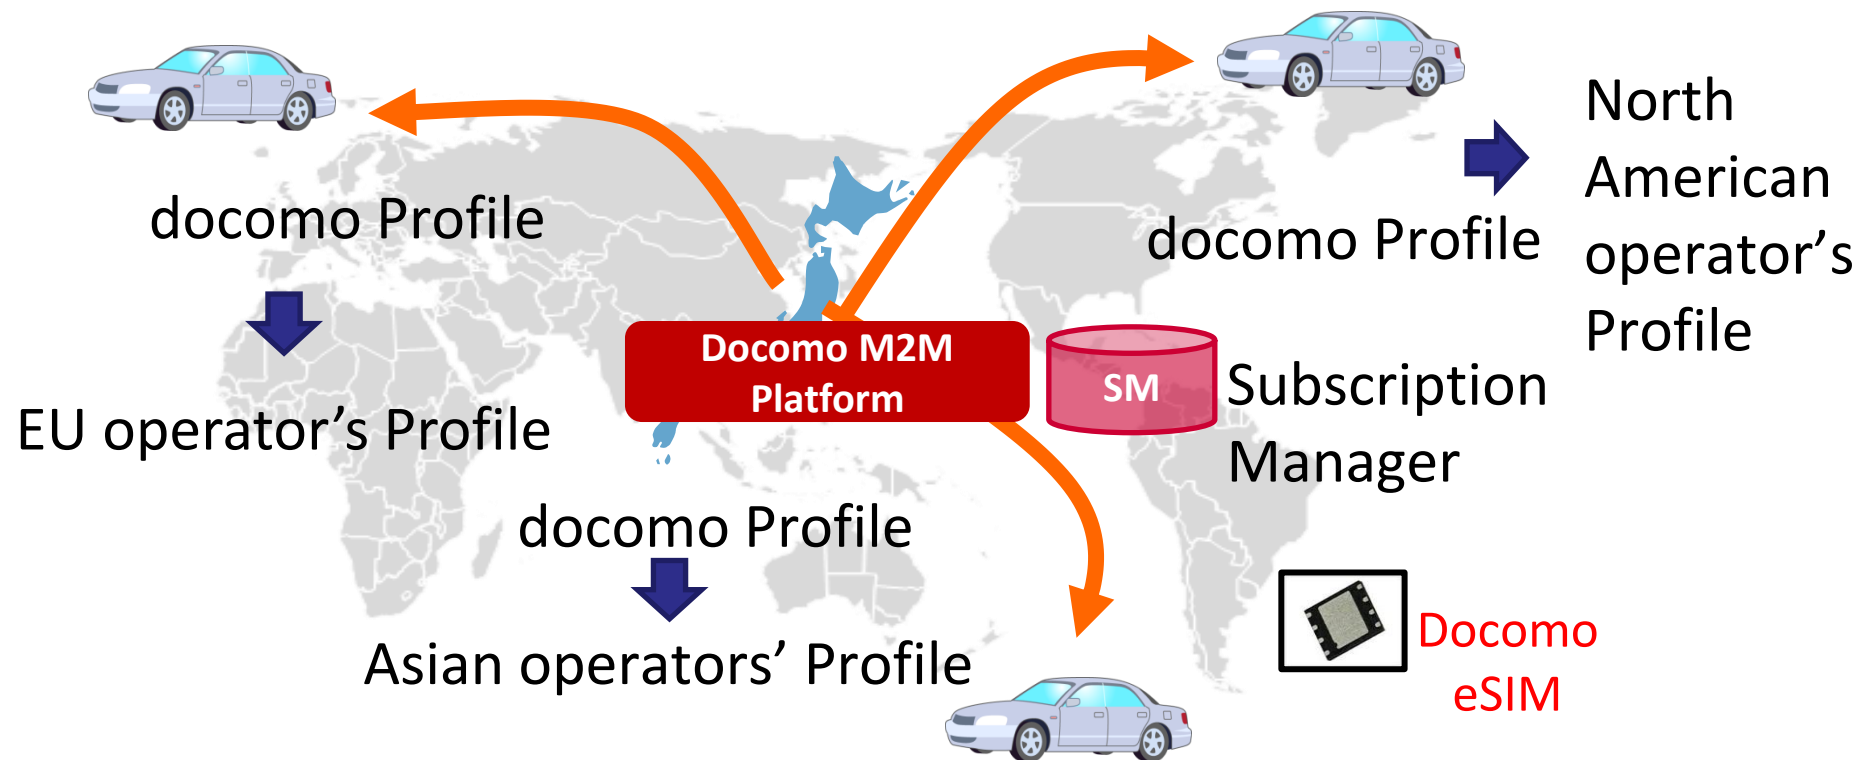 docomo Profile
EU operator’s Profile
docomo Profile
North
American
operator’s
Profile
Docomo M2M
Platform
SM
Subscription
Manager
docomo Profile
Asian operators’ Profile
Docomo
eSIM